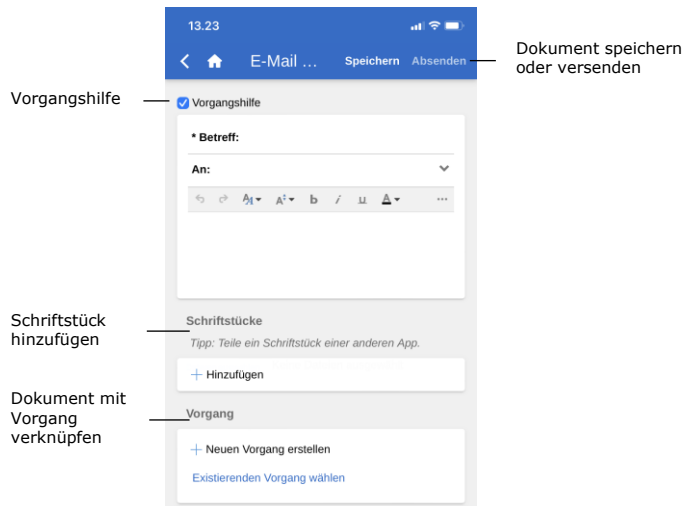 13.23
E-Mail ...
Speichern
Absenden
Dokument speichern
oder versenden
Vorgangshilfe
Vorgangshilfe
* Betreff:
An:
b i u A ...
Schriftstück
hinzufügen
Schriftstücke
Tipp: Teile ein Schriftstück einer anderen App.
+ Hinzufügen
Dokument mit
Vorgang
verknüpfen
Vorgang
+ Neuen Vorgang erstellen
Existierenden Vorgang wählen